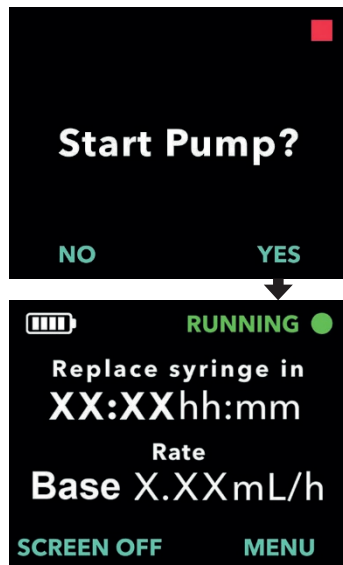 Start Pump?
NO YES
RUNNING
Replace syringe in
XX:XXhh:mm
Rate
Base X.XXmL/h
SCREEN OFF MENU